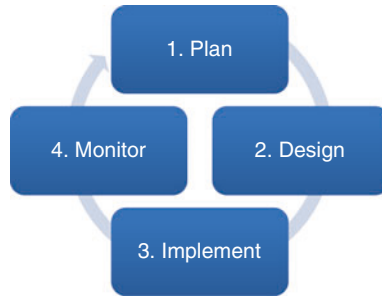 1. Plan
2. Design
3. Implement
4. Monitor